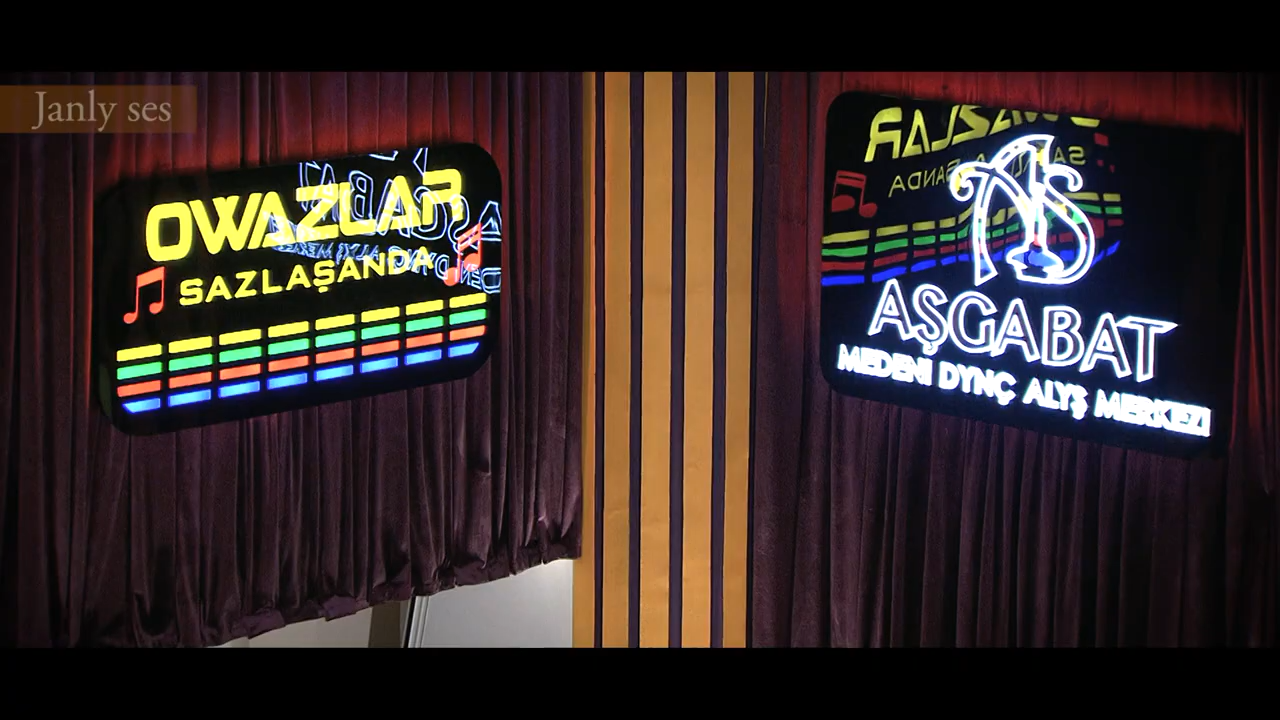 Janly ses
OWAZLAR
SAZLAŞANDA
AŞGABAT
MEDENI DYNÇ ALYŞ MERKEZI